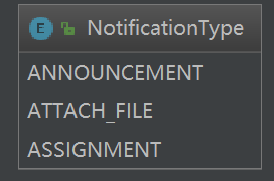 E NotificationType
ANNOUNCEMENT
ATTACH_FILE
ASSIGNMENT